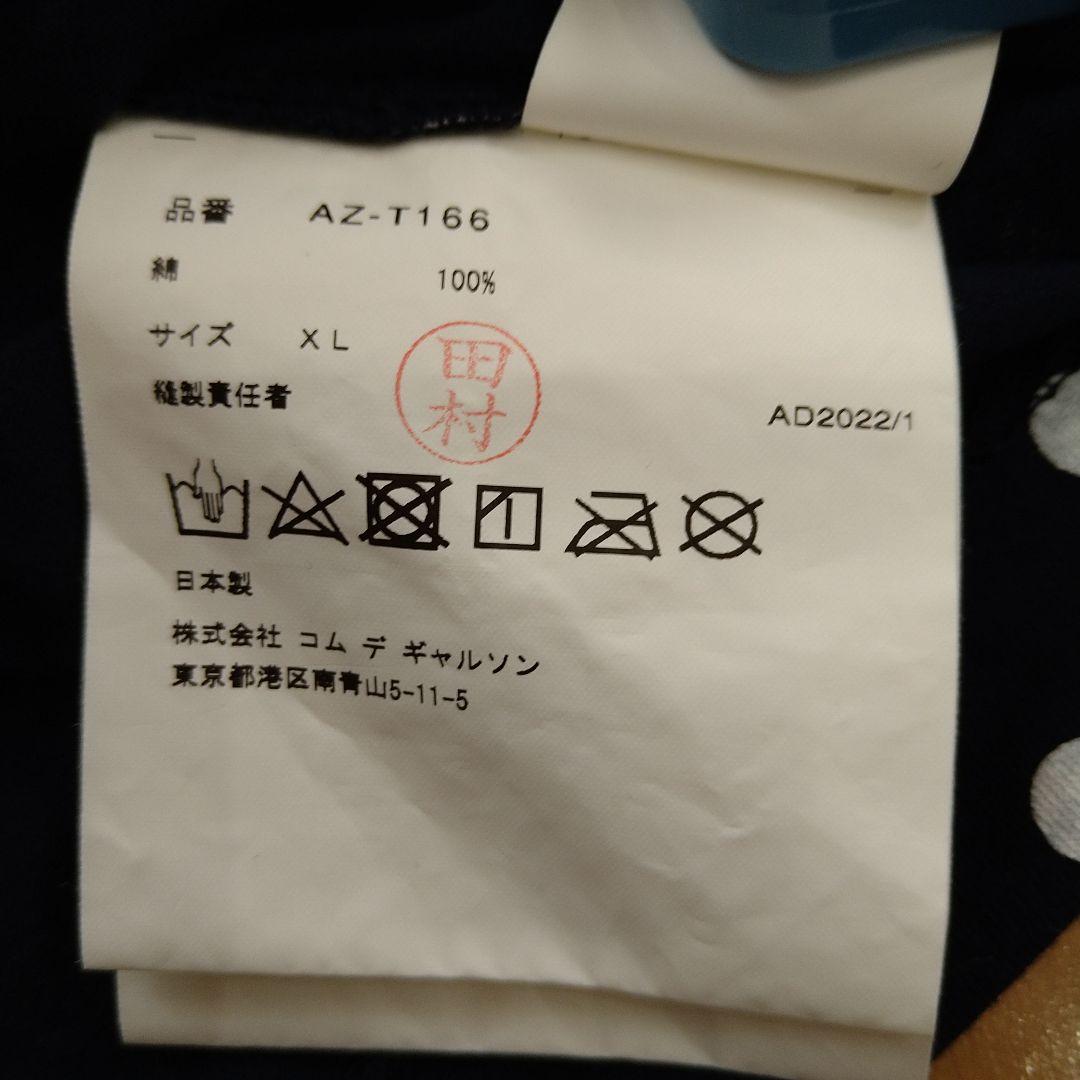 品番 AZ-T166
綿 100%
サイズ XL
田村
縫製責任者
AD2022/1
日本製
株式会社 コム デ ギャルソン
東京都港区南青山5-11-5